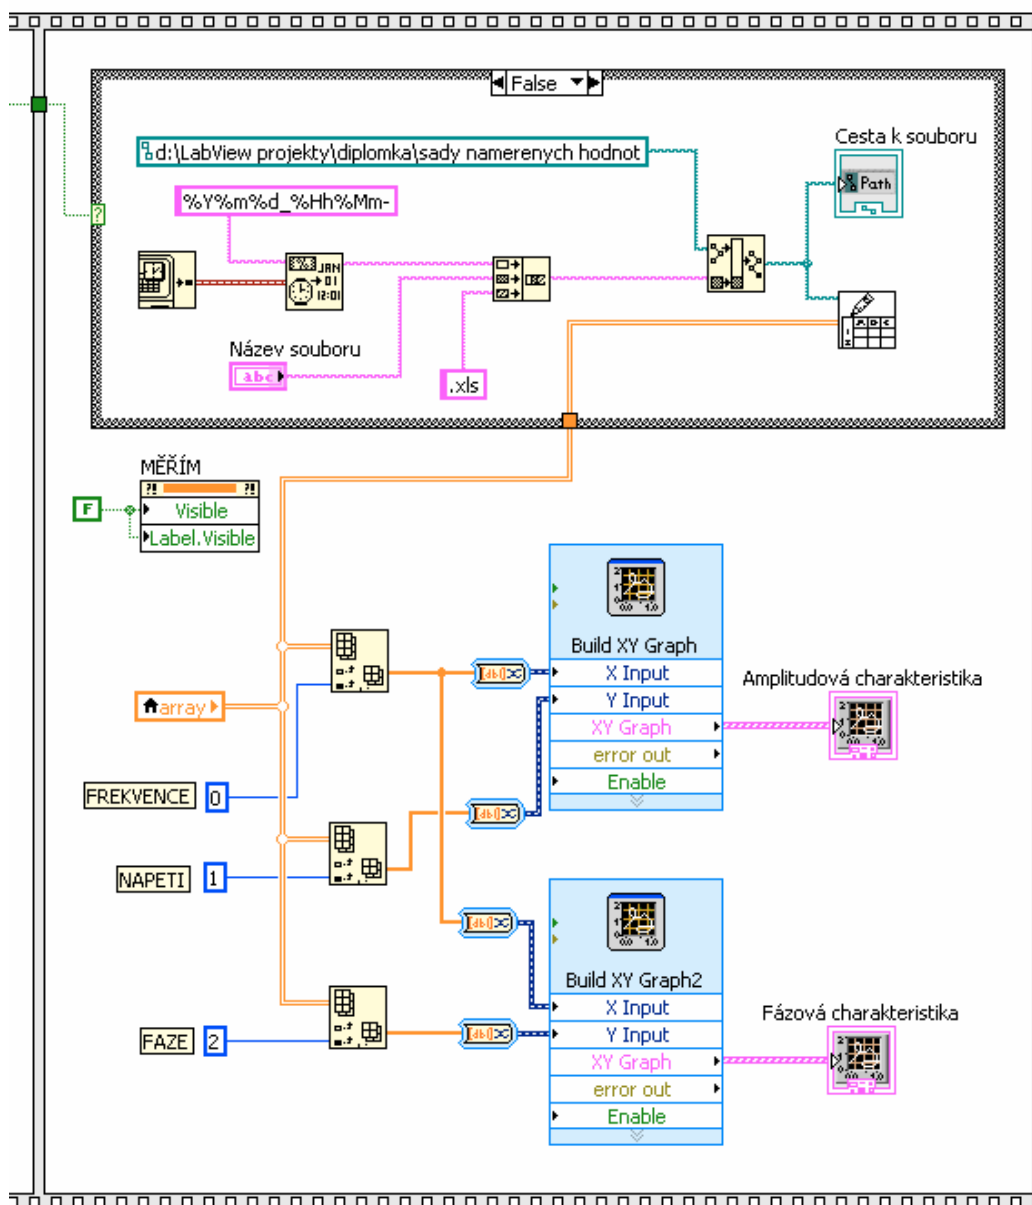 False
d:\LabView projekty\diplomka\sady namerenych hodnot
Cesta k souboru
Path
%Y%m%d_%Hh%Mm-
?
JAN
01
12:01
Název souboru
abc
.xls
MĚŘÍM
F
Visible
Label.Visible
Build XY Graph
X Input
Y Input
XY Graph
error out
Enable
Amplitudová charakteristika
array
FREKVENCE 0
NAPETI 1
Build XY Graph2
X Input
Y Input
XY Graph
error out
Enable
Fázová charakteristika
FAZE 2